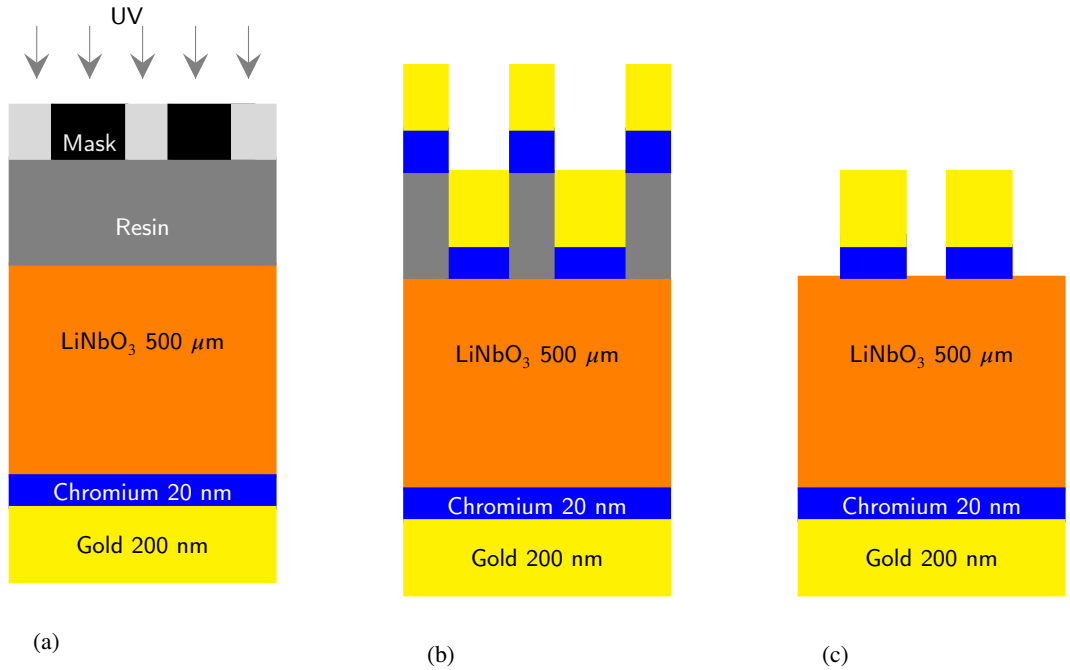 UV
Mask
Resin
LiNbO₃ 500 μm
Chromium 20 nm
Gold 200 nm
(a)
LiNbO₃ 500 μm
Chromium 20 nm
Gold 200 nm
(b)
LiNbO₃ 500 μm
Chromium 20 nm
Gold 200 nm
(c)